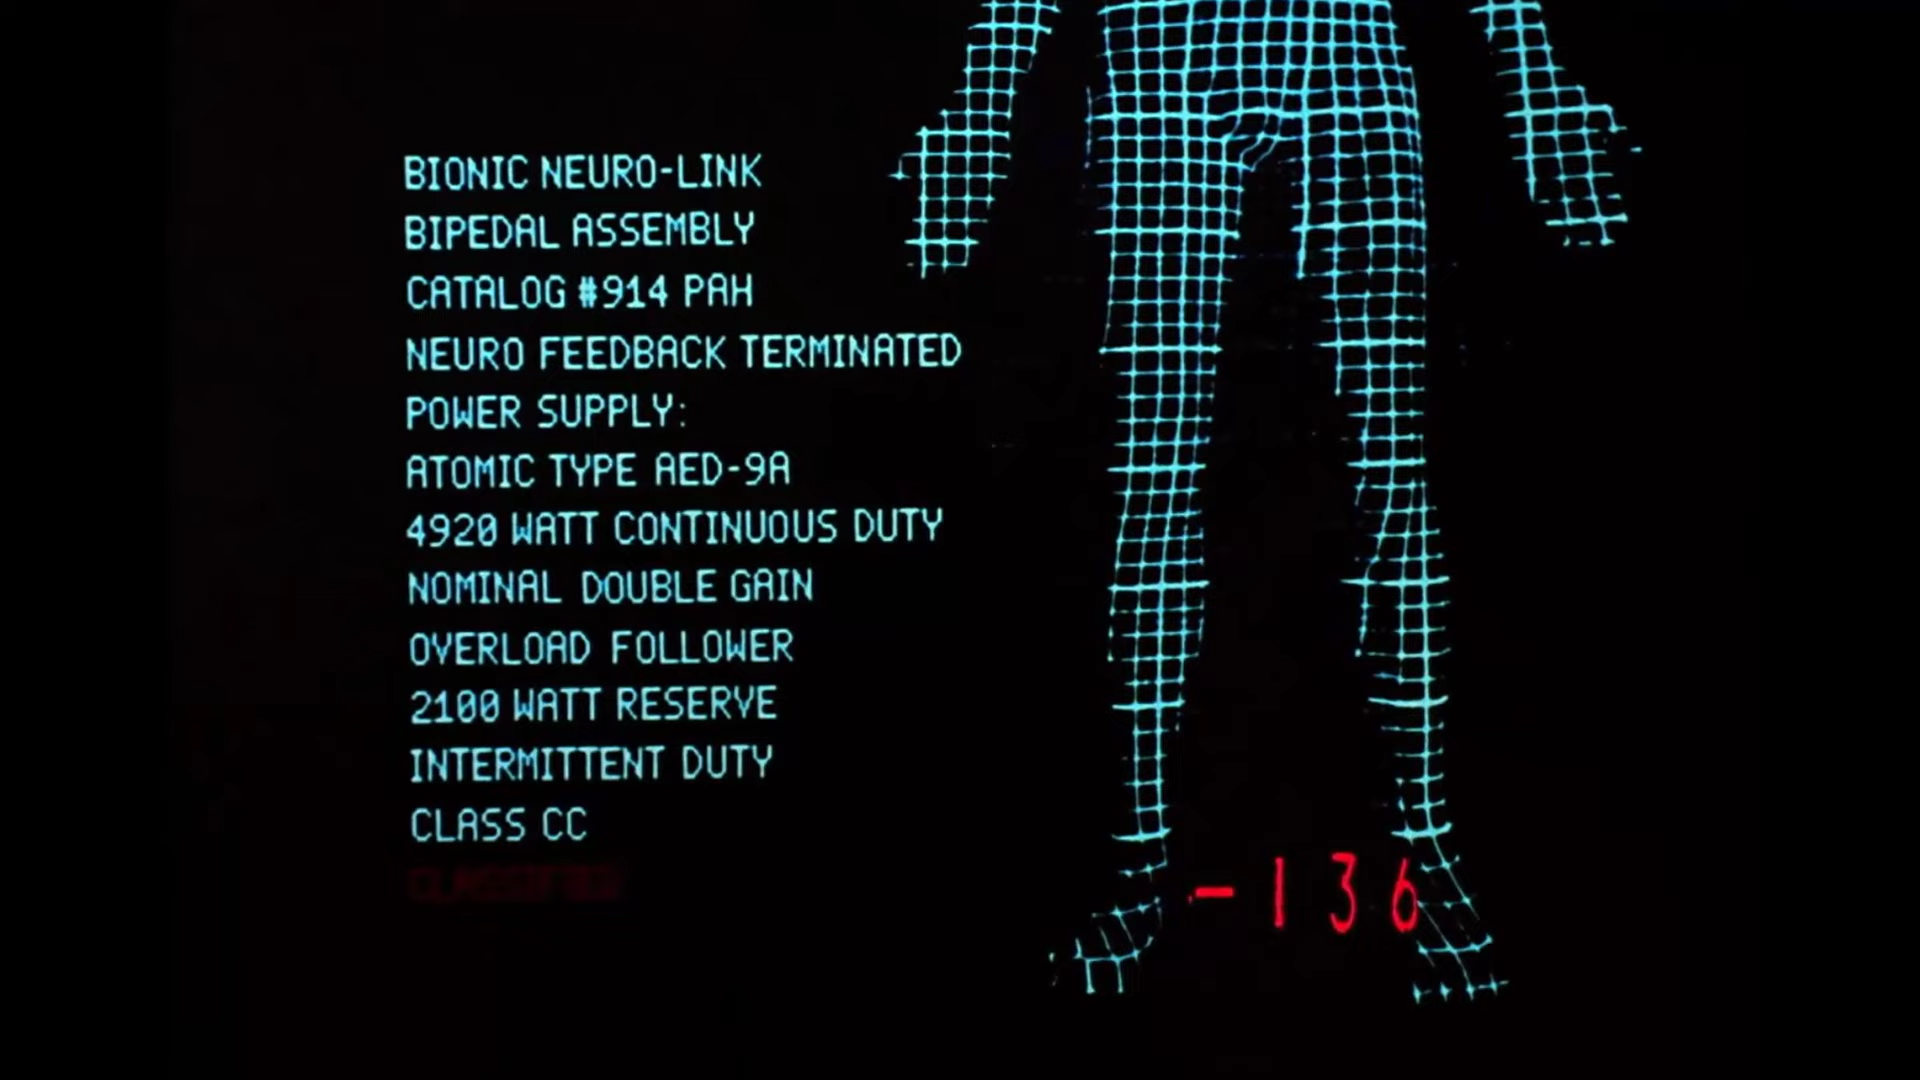 BIONIC NEURO-LINK
BIPEDAL ASSEMBLY
CATALOG #914 PAH
NEURO FEEDBACK TERMINATED
POWER SUPPLY:
ATOMIC TYPE AED-9A
4920 WATT CONTINUOUS DUTY
NOMINAL DOUBLE GAIN
OVERLOAD FOLLOWER
2100 WATT RESERVE
INTERMITTENT DUTY
CLASS CC
-136